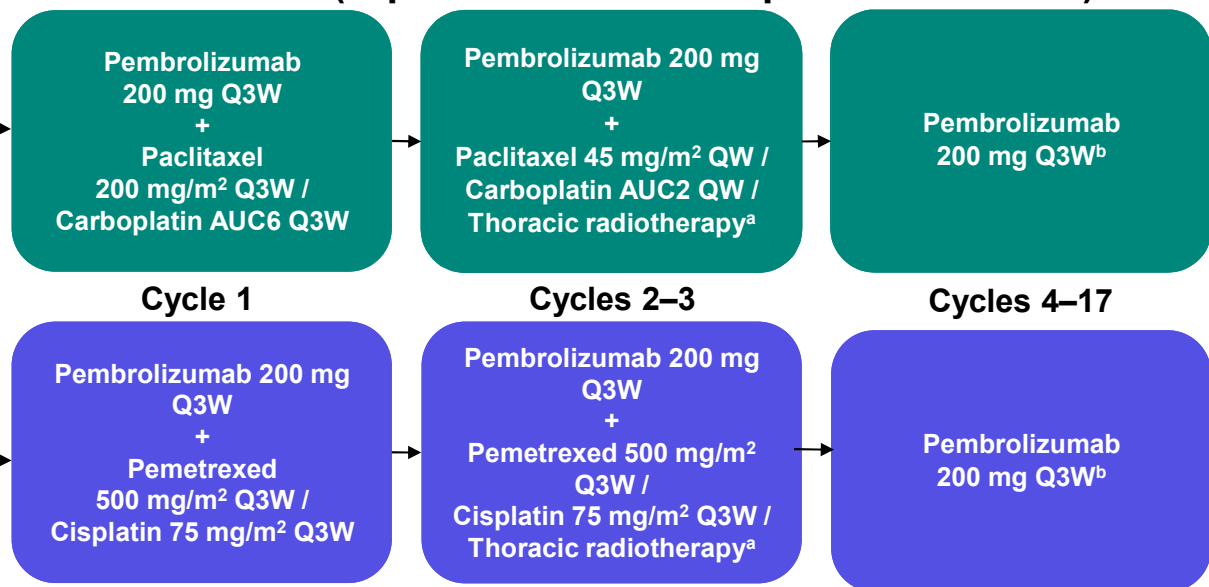 Pembrolizumab
200 mg Q3W
+
Paclitaxel
200 mg/m² Q3W /
Carboplatin AUC6 Q3W
Pembrolizumab 200 mg
Q3W
+
Paclitaxel 45 mg/m² QW /
Carboplatin AUC2 QW /
Thoracic radiotherapyᵃ
Pembrolizumab
200 mg Q3Wᵇ
Cycle 1
Cycles 2–3
Cycles 4–17
Pembrolizumab 200 mg
Q3W
+
Pemetrexed
500 mg/m² Q3W /
Cisplatin 75 mg/m² Q3W
Pembrolizumab 200 mg
Q3W
+
Pemetrexed 500 mg/m²
Q3W /
Cisplatin 75 mg/m² Q3W /
Thoracic radiotherapyᵃ
Pembrolizumab
200 mg Q3Wᵇ